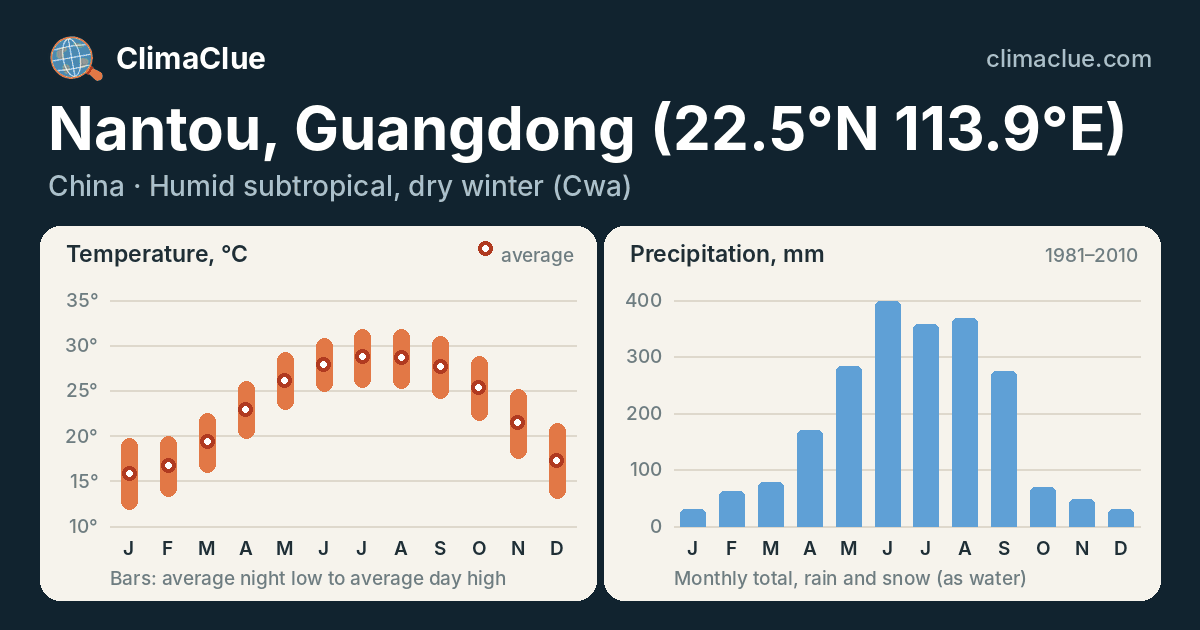 ClimaClue
climaclue.com
Nantou, Guangdong (22.5°N 113.9°E)
China · Humid subtropical, dry winter (Cwa)
Temperature, °C
average
35°
30°
25°
20°
15°
10°
J F M A M J J A S O N D
Bars: average night low to average day high
Precipitation, mm
1981–2010
400
300
200
100
0
J F M A M J J A S O N D
Monthly total, rain and snow (as water)